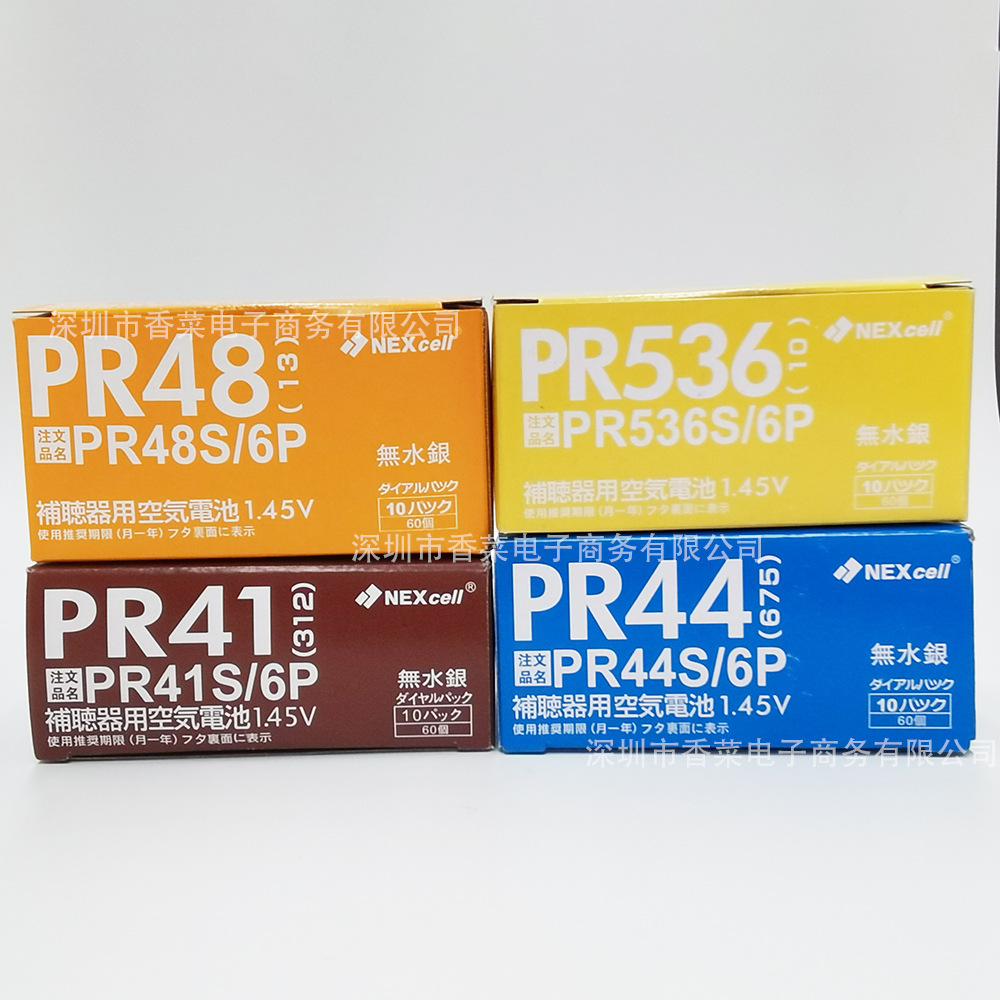 深圳市香菜电子商务有限公司
PR48(13)
NEXcell
注文品名 PR48S/6P
無水銀
ダイアルパック
補聴器用空気電池1.45V
10パック
60個
使用推奨期限(月ー年)フタ裏面に表示
PR536(10)
NEXcell®
注文品名 PR536S/6P
無水銀
ダイアルパック
補聴器用空気電池1.45V
10パック
60個
使用推奨期限(月ー年)フタ裏面に表示
深圳市香菜电子商务有限公司
PR41(312)
NEXcell®
注文品名 PR41S/6P
無水銀
ダイヤルパック
補聴器用空気電池1.45V
10パック
60個
使用推奨期限(月ー年)フタ裏面に表示
PR44(675)
NEXcell®
注文品名 PR44S/6P
無水銀
ダイアルパック
補聴器用空気電池1.45V
10パック
60個
使用推奨期限(月ー年)フタ裏面に表示
深圳市香菜电子商务有限公司